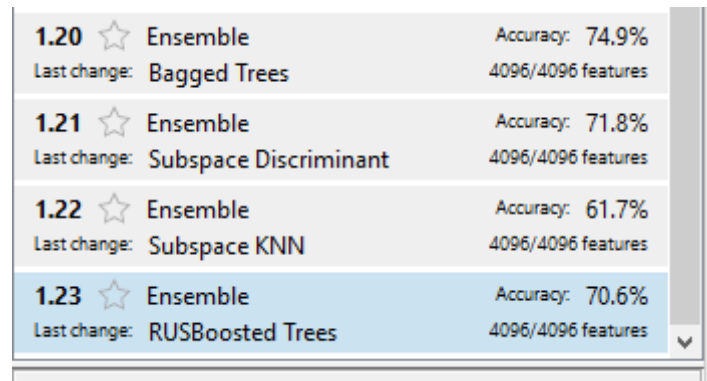 1.20 Ensemble Accuracy: 74.9%
Last change: Bagged Trees 4096/4096 features
1.21 Ensemble Accuracy: 71.8%
Last change: Subspace Discriminant 4096/4096 features
1.22 Ensemble Accuracy: 61.7%
Last change: Subspace KNN 4096/4096 features
1.23 Ensemble Accuracy: 70.6%
Last change: RUSBoosted Trees 4096/4096 features